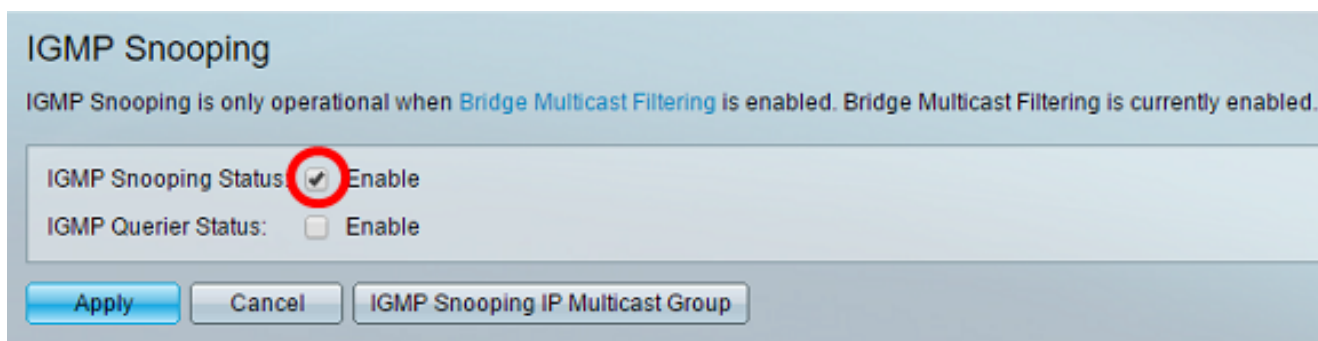 IGMP Snooping
IGMP Snooping is only operational when Bridge Multicast Filtering is enabled. Bridge Multicast Filtering is currently enabled.
IGMP Snooping Status: Enable
IGMP Querier Status: Enable
Apply Cancel IGMP Snooping IP Multicast Group